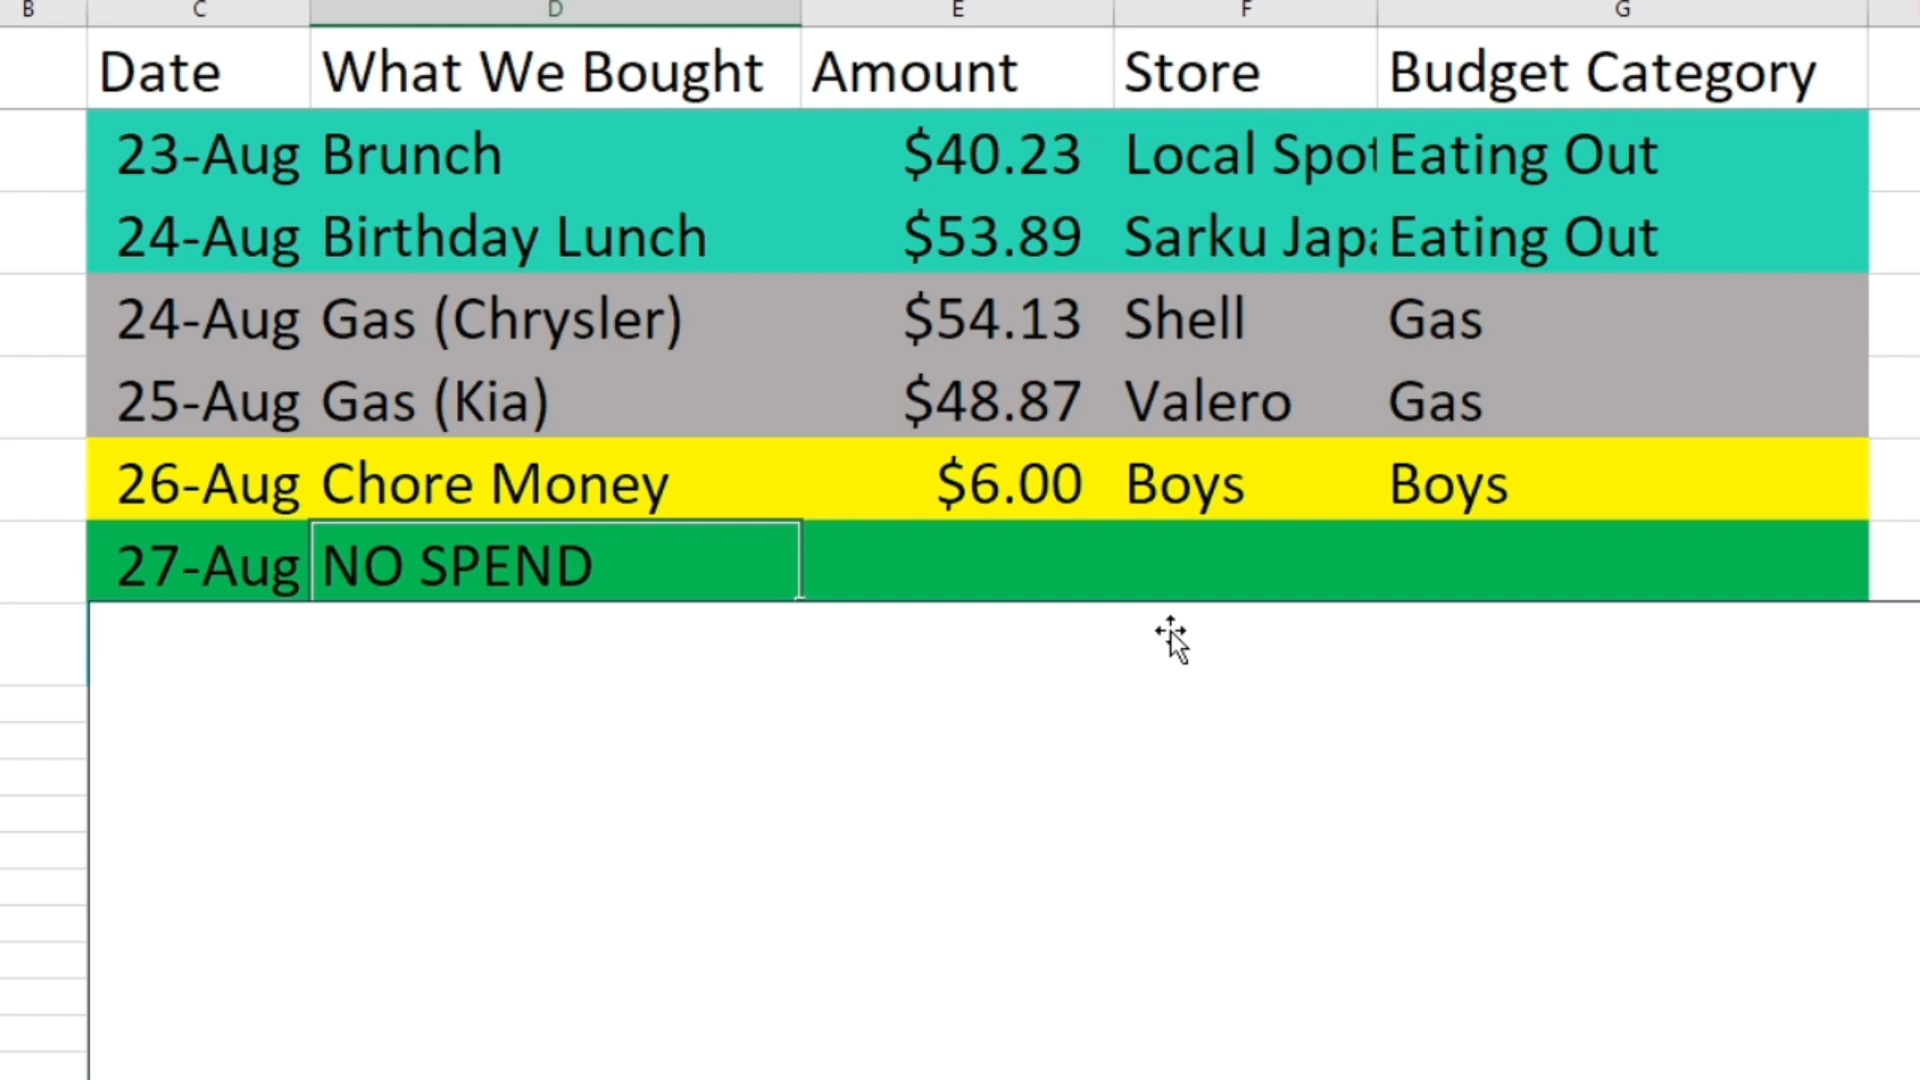 B C D E F G
Date What We Bought Amount Store Budget Category
23-Aug Brunch $40.23 Local Spot Eating Out
24-Aug Birthday Lunch $53.89 Sarku Japa Eating Out
24-Aug Gas (Chrysler) $54.13 Shell Gas
25-Aug Gas (Kia) $48.87 Valero Gas
26-Aug Chore Money $6.00 Boys Boys
27-Aug NO SPEND